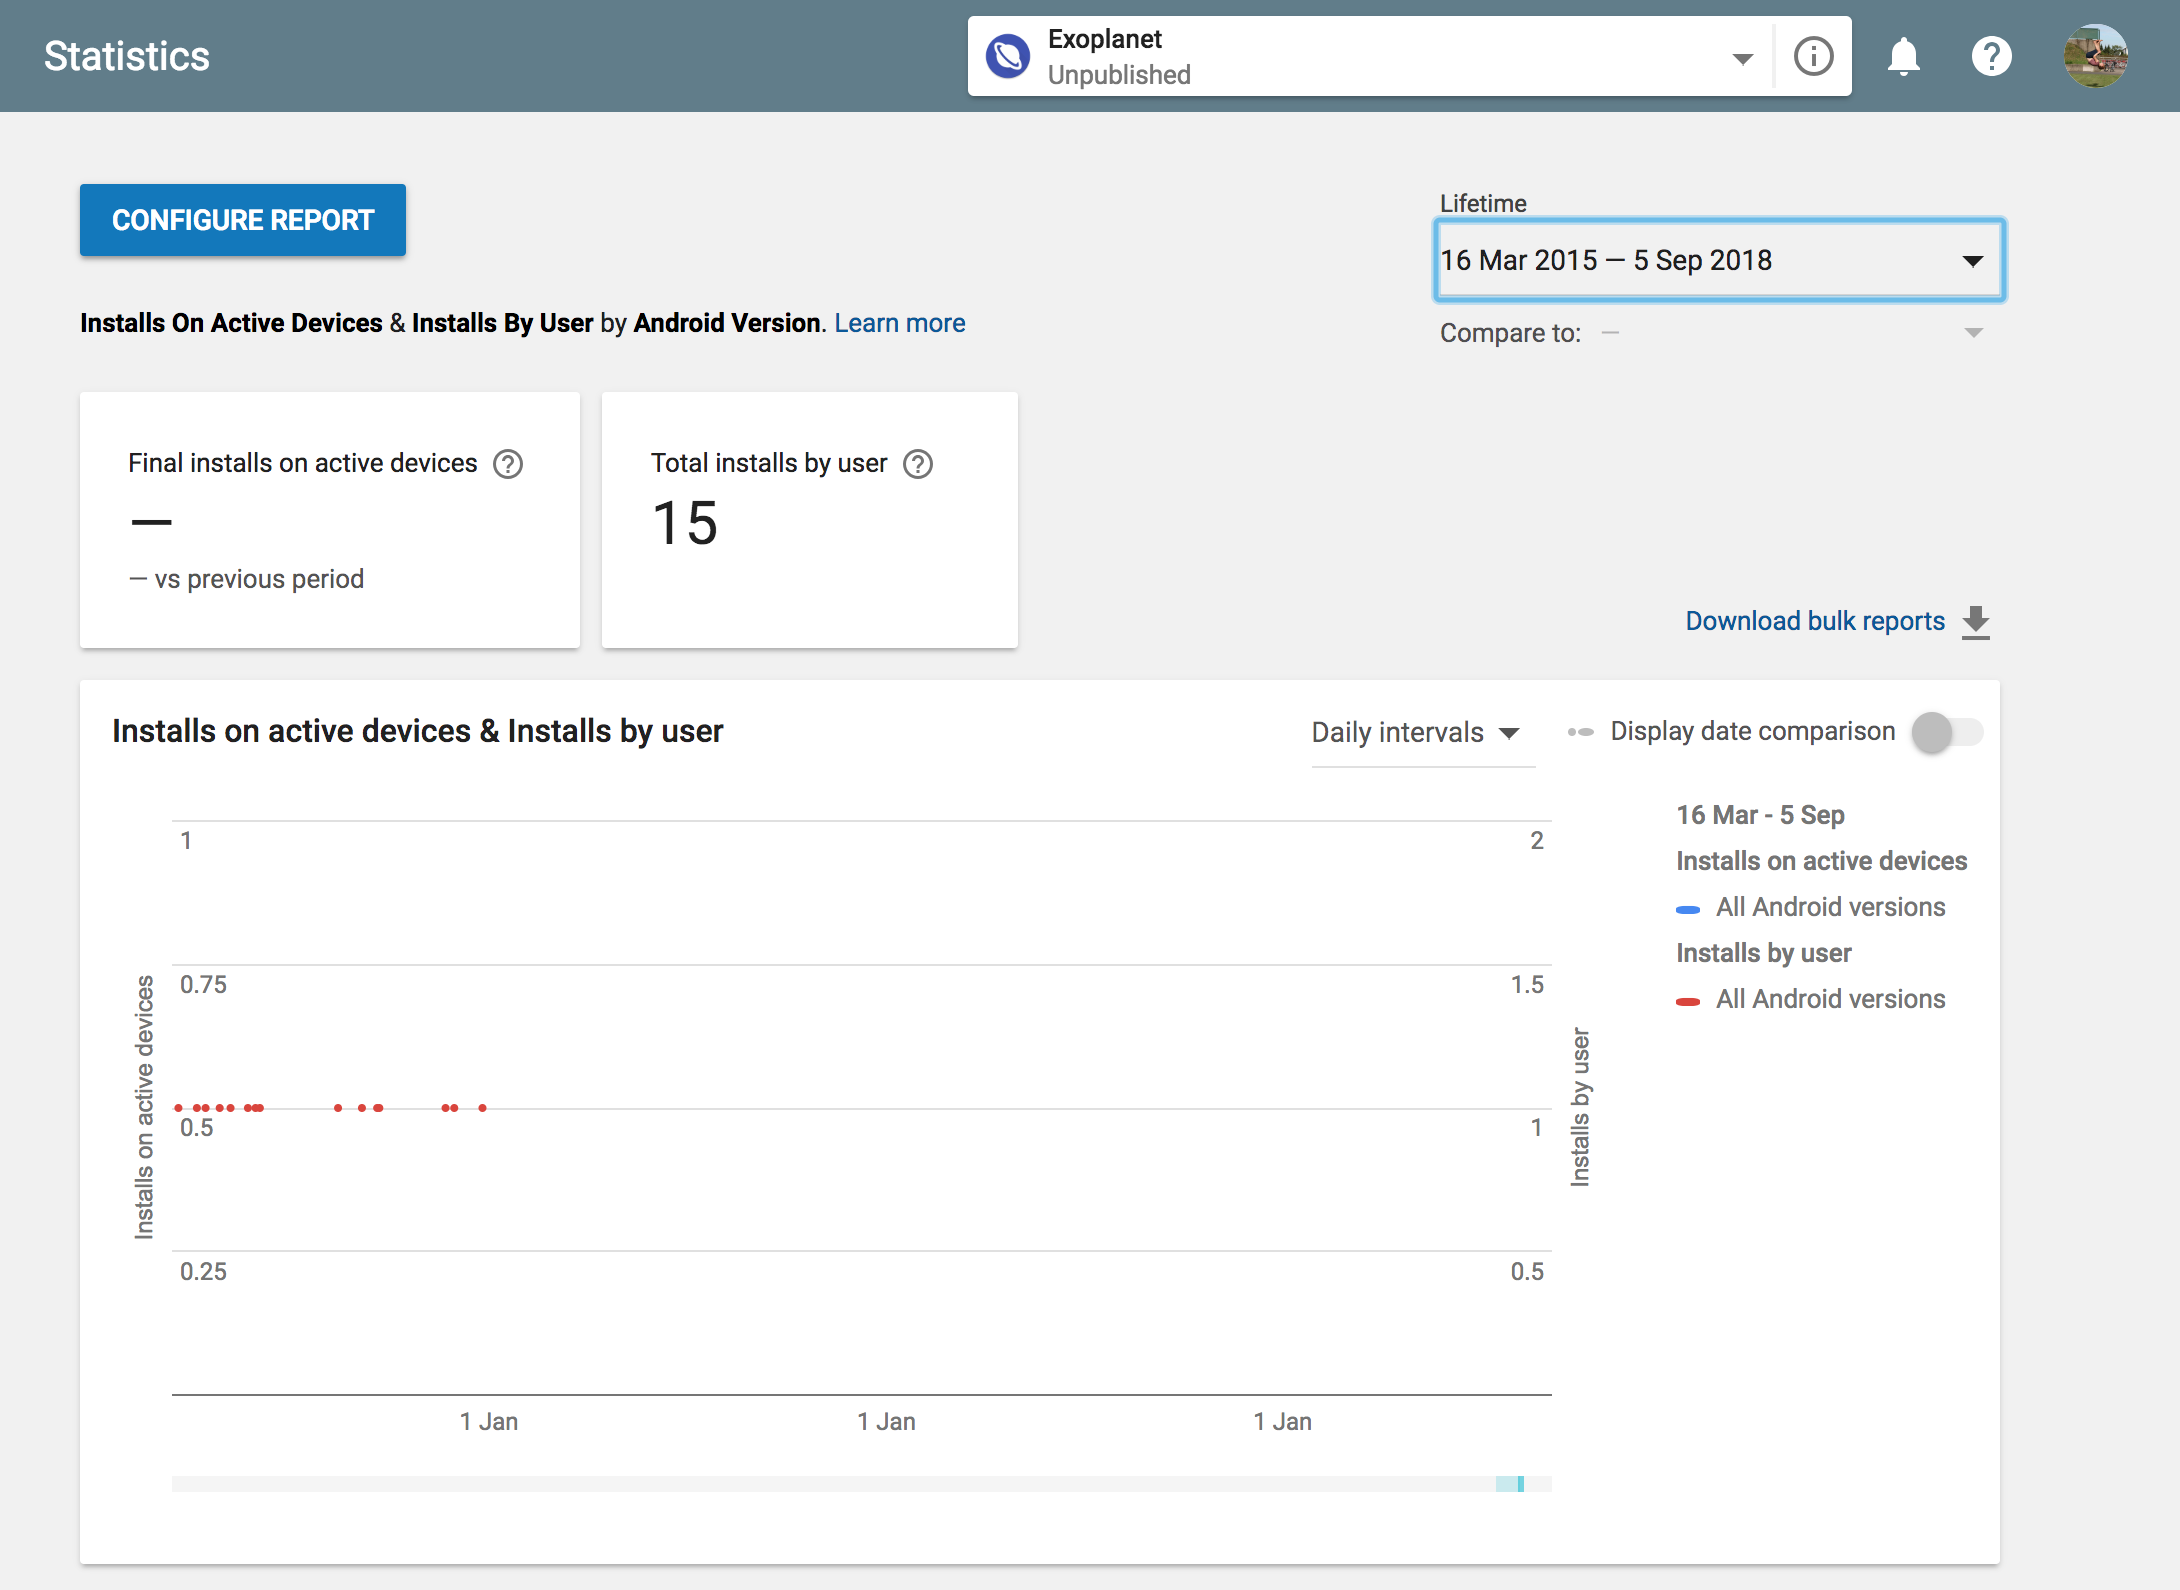 Statistics
Exoplanet
Unpublished
CONFIGURE REPORT
Lifetime
16 Mar 2015 – 5 Sep 2018
Compare to: –
Installs On Active Devices & Installs By User by Android Version. Learn more
Final installs on active devices
–
– vs previous period
Total installs by user
15
Download bulk reports
Installs on active devices & Installs by user
Daily intervals
Display date comparison
1
0.75
0.5
0.25
Installs on active devices
2
1.5
1
0.5
Installs by user
1 Jan
1 Jan
1 Jan
16 Mar - 5 Sep
Installs on active devices
All Android versions
Installs by user
All Android versions